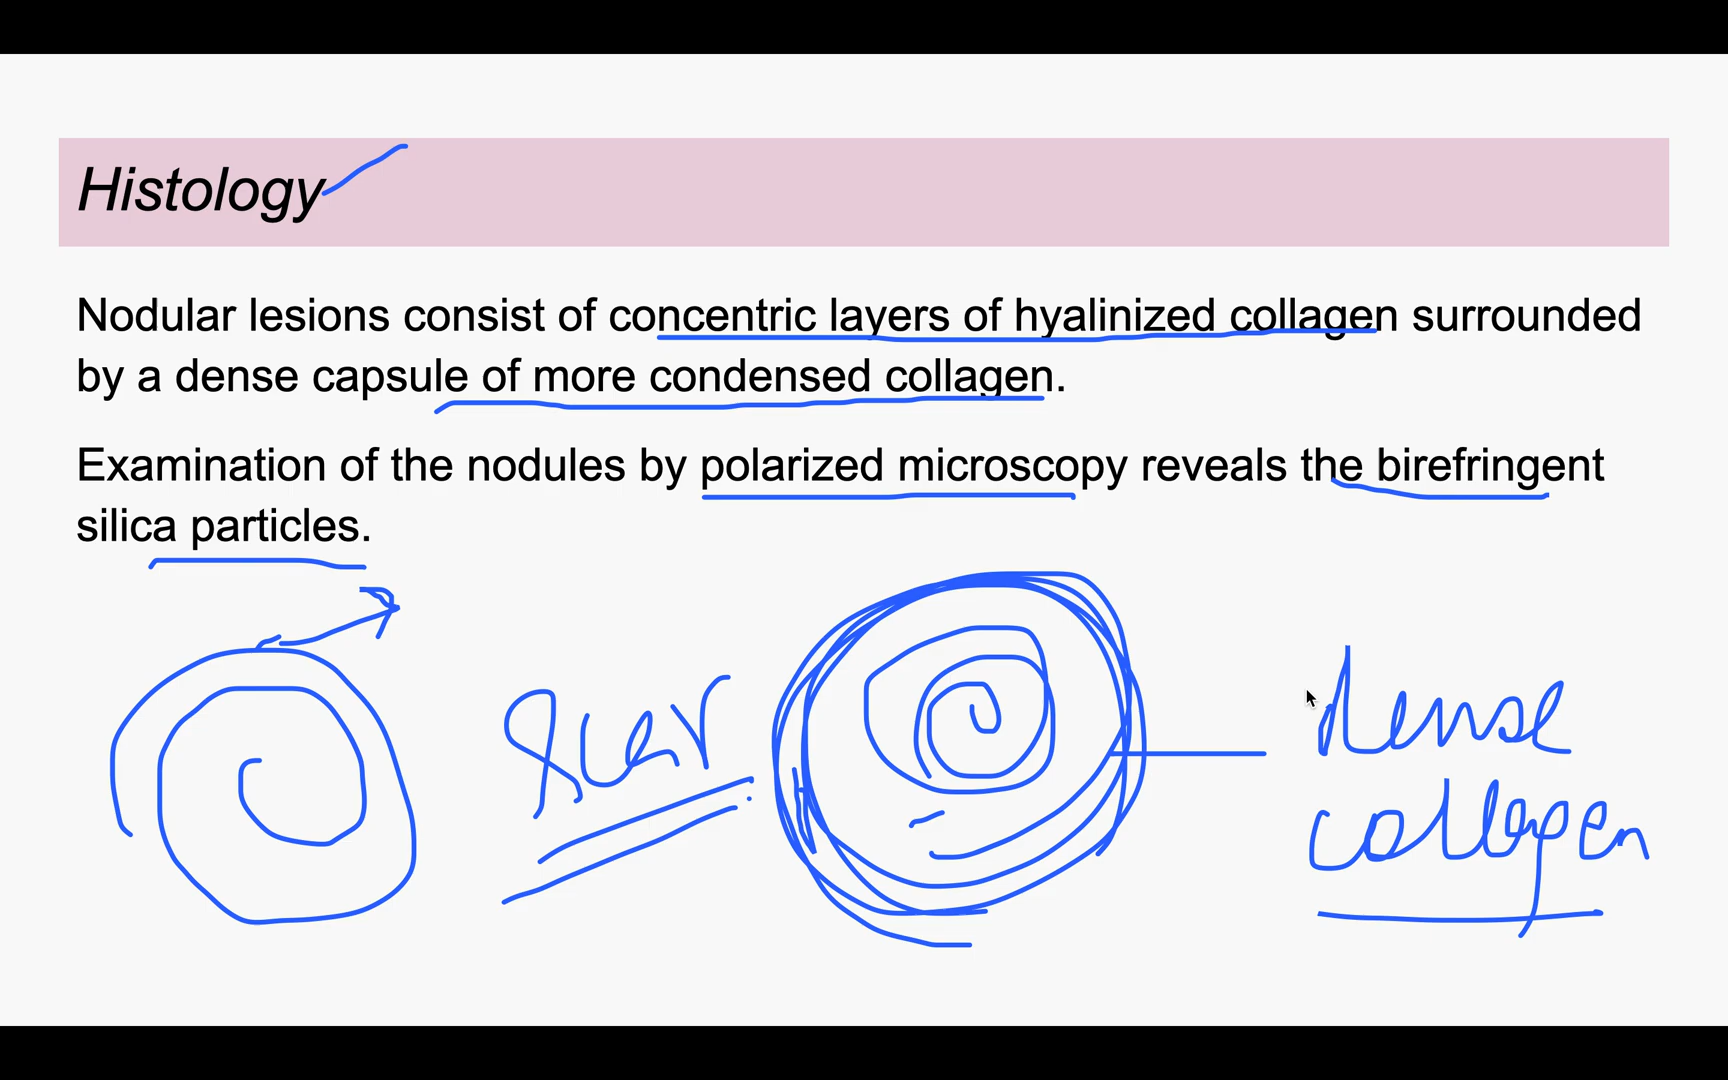 Histology
Nodular lesions consist of concentric layers of hyalinized collagen surrounded
by a dense capsule of more condensed collagen.
Examination of the nodules by polarized microscopy reveals the birefringent
silica particles.
Scar
dense
collagen